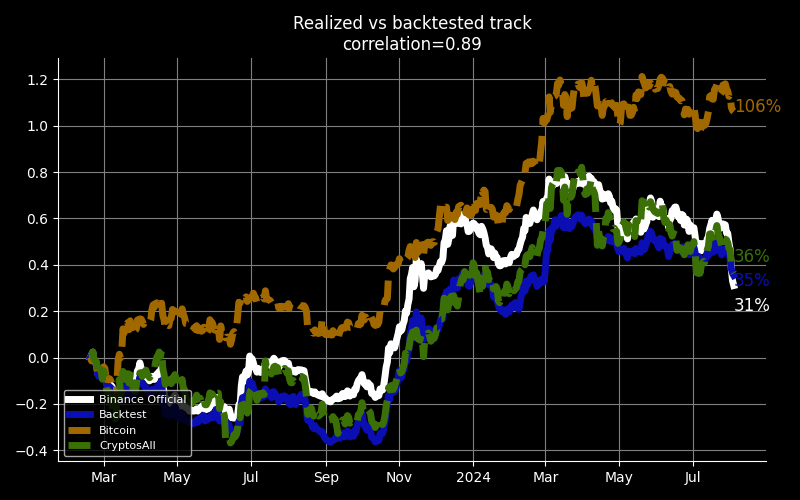 Realized vs backtested track
correlation=0.89
1.2
1.0
0.8
0.6
0.4
0.2
0.0
−0.2
−0.4
106%
36%
35%
31%
Binance Official
Backtest
Bitcoin
CryptosAll
Mar May Jul Sep Nov 2024 Mar May Jul